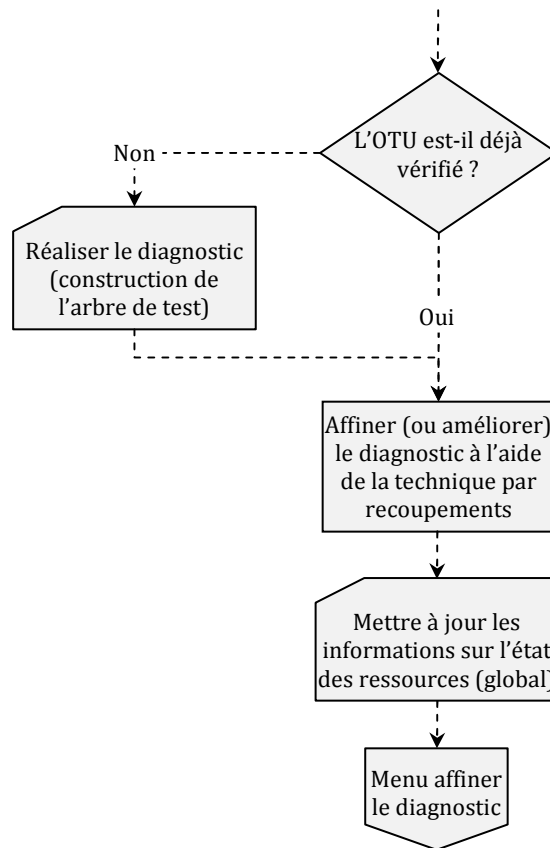 L'OTU est-il déjà
vérifié ?
Non
Réaliser le diagnostic
(construction de
l'arbre de test)
Oui
Affiner (ou améliorer)
le diagnostic à l'aide
de la technique par
recoupements
Mettre à jour les
informations sur l'état
des ressources (global)
Menu affiner
le diagnostic